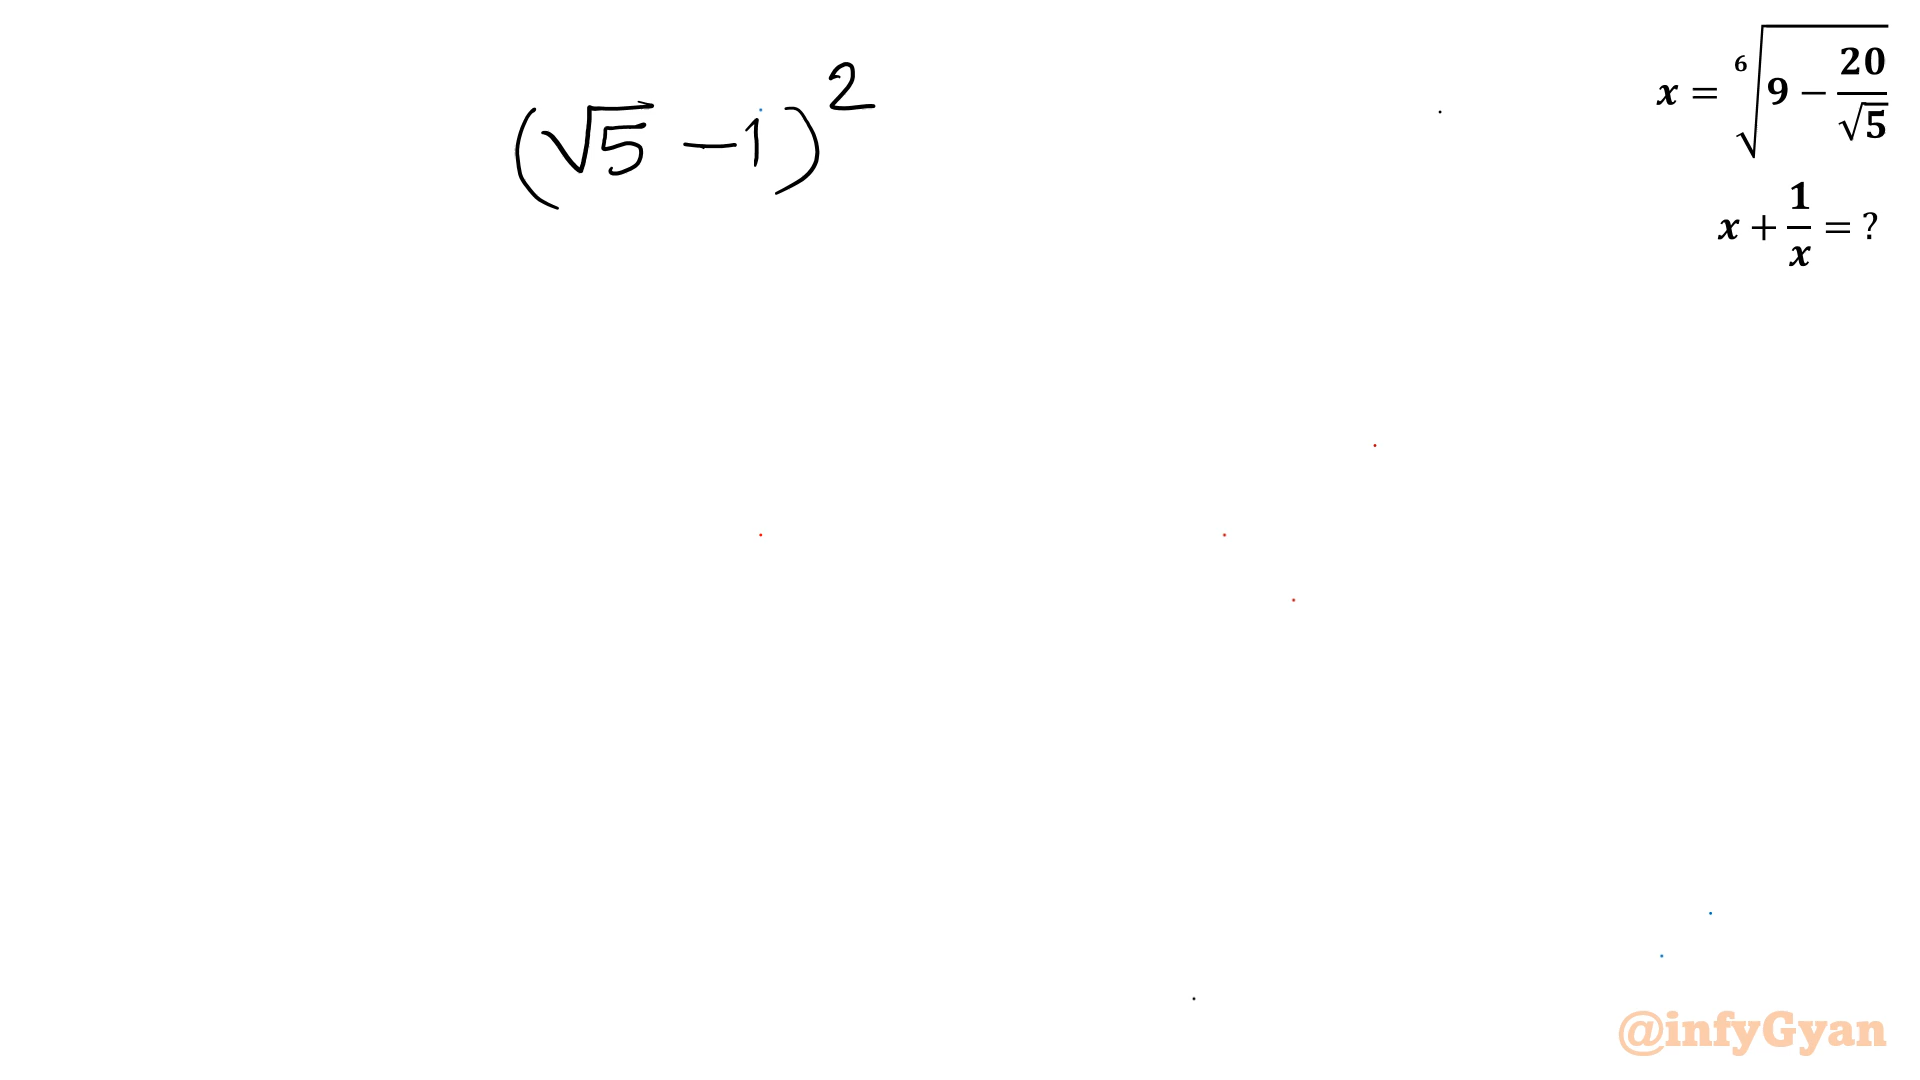 (√5 − 1)²
x = ⁶√(9 − 20/√5)
x + 1/x = ?
@infyGyan